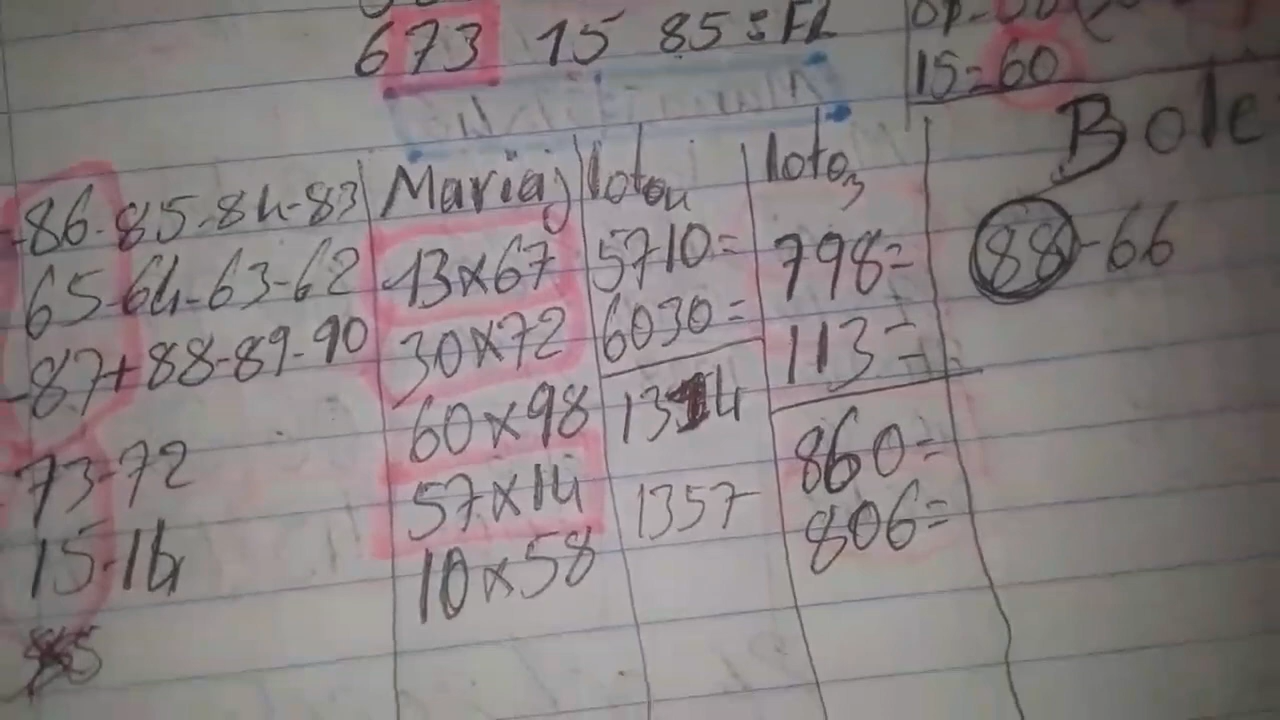 673 15 85 = FL
15=60
Bole
86-85-84-83
65-64-63-62
87+88-89-90
73-72
15-14
Mariaj
13x67
30x72
60x98
57x14
10x58
loto4
5710=
6030=
1314
1357
loto3
798=
113=
860=
806=
88-66